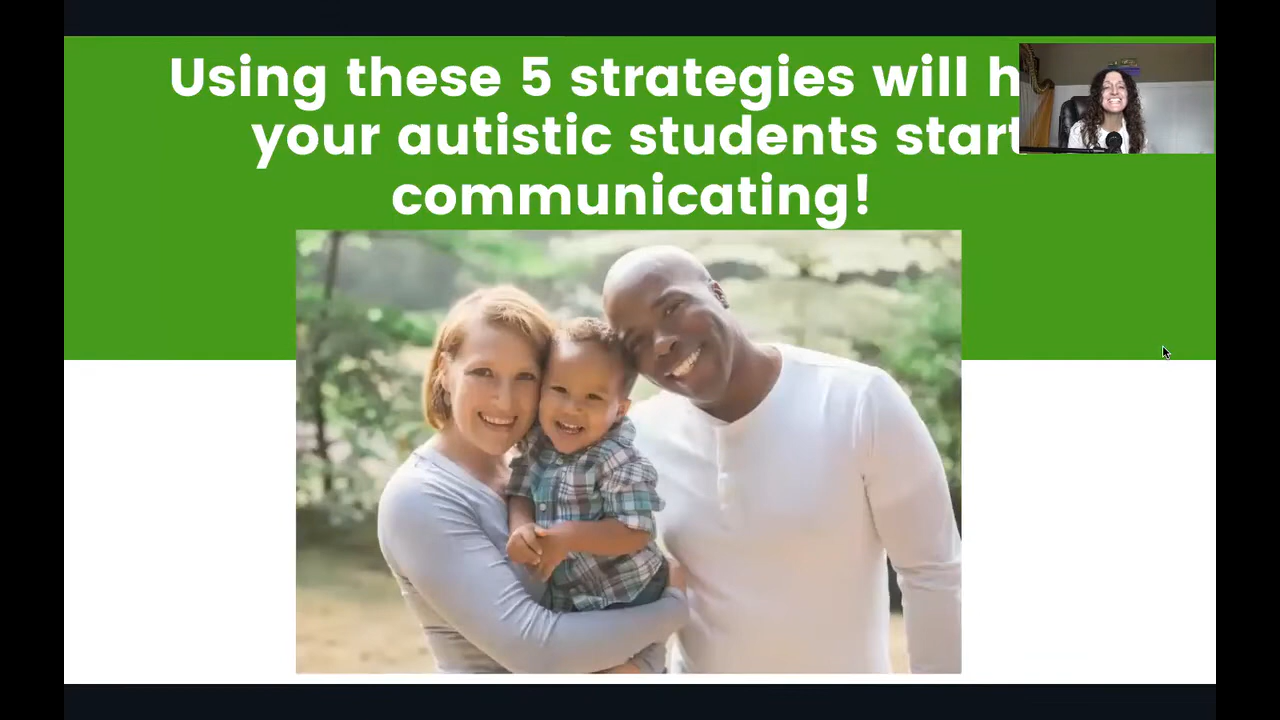 Using these 5 strategies will h
your autistic students start
communicating!